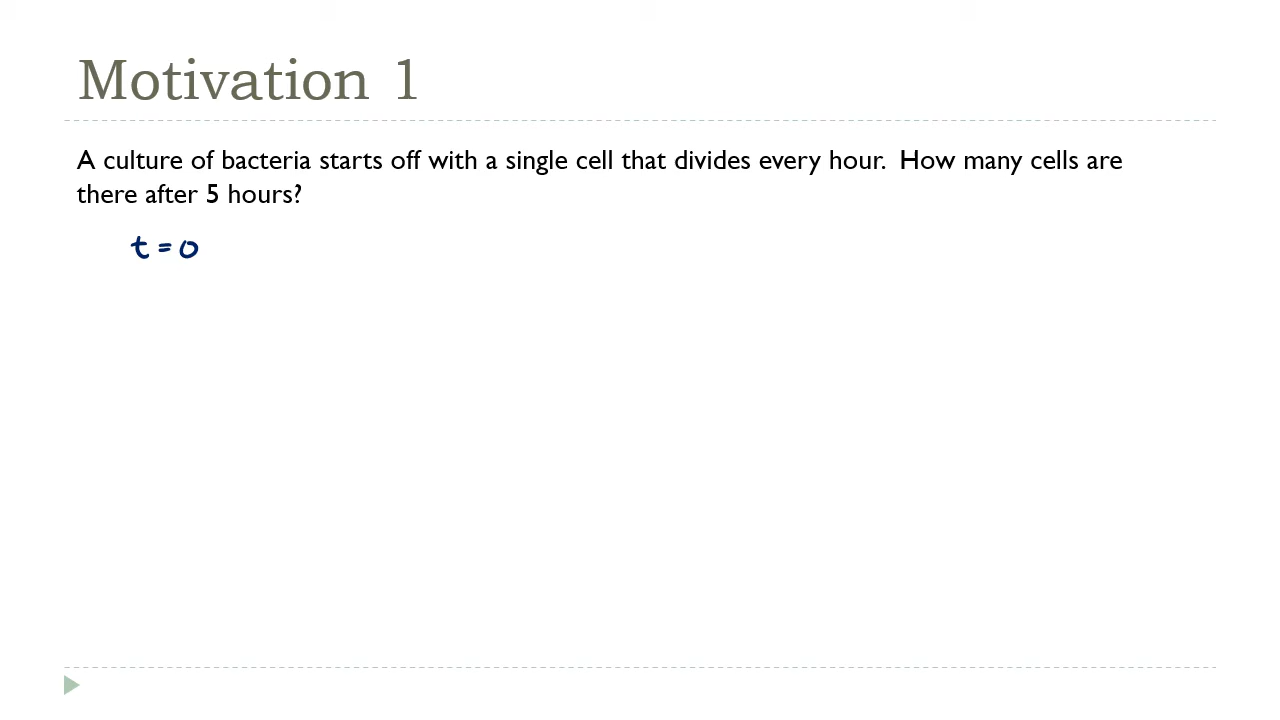 Motivation 1
A culture of bacteria starts off with a single cell that divides every hour.  How many cells are
there after 5 hours?
t = 0